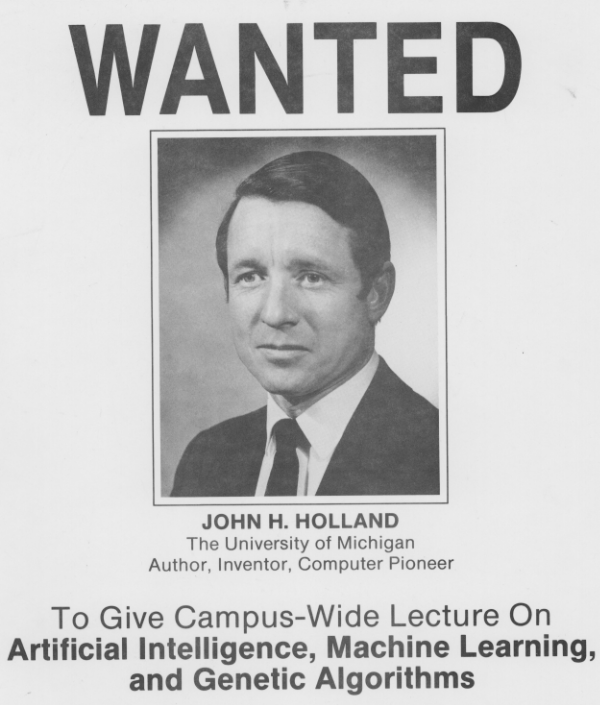 WANTED
JOHN H. HOLLAND
The University of Michigan
Author, Inventor, Computer Pioneer
To Give Campus-Wide Lecture On
Artificial Intelligence, Machine Learning,
and Genetic Algorithms